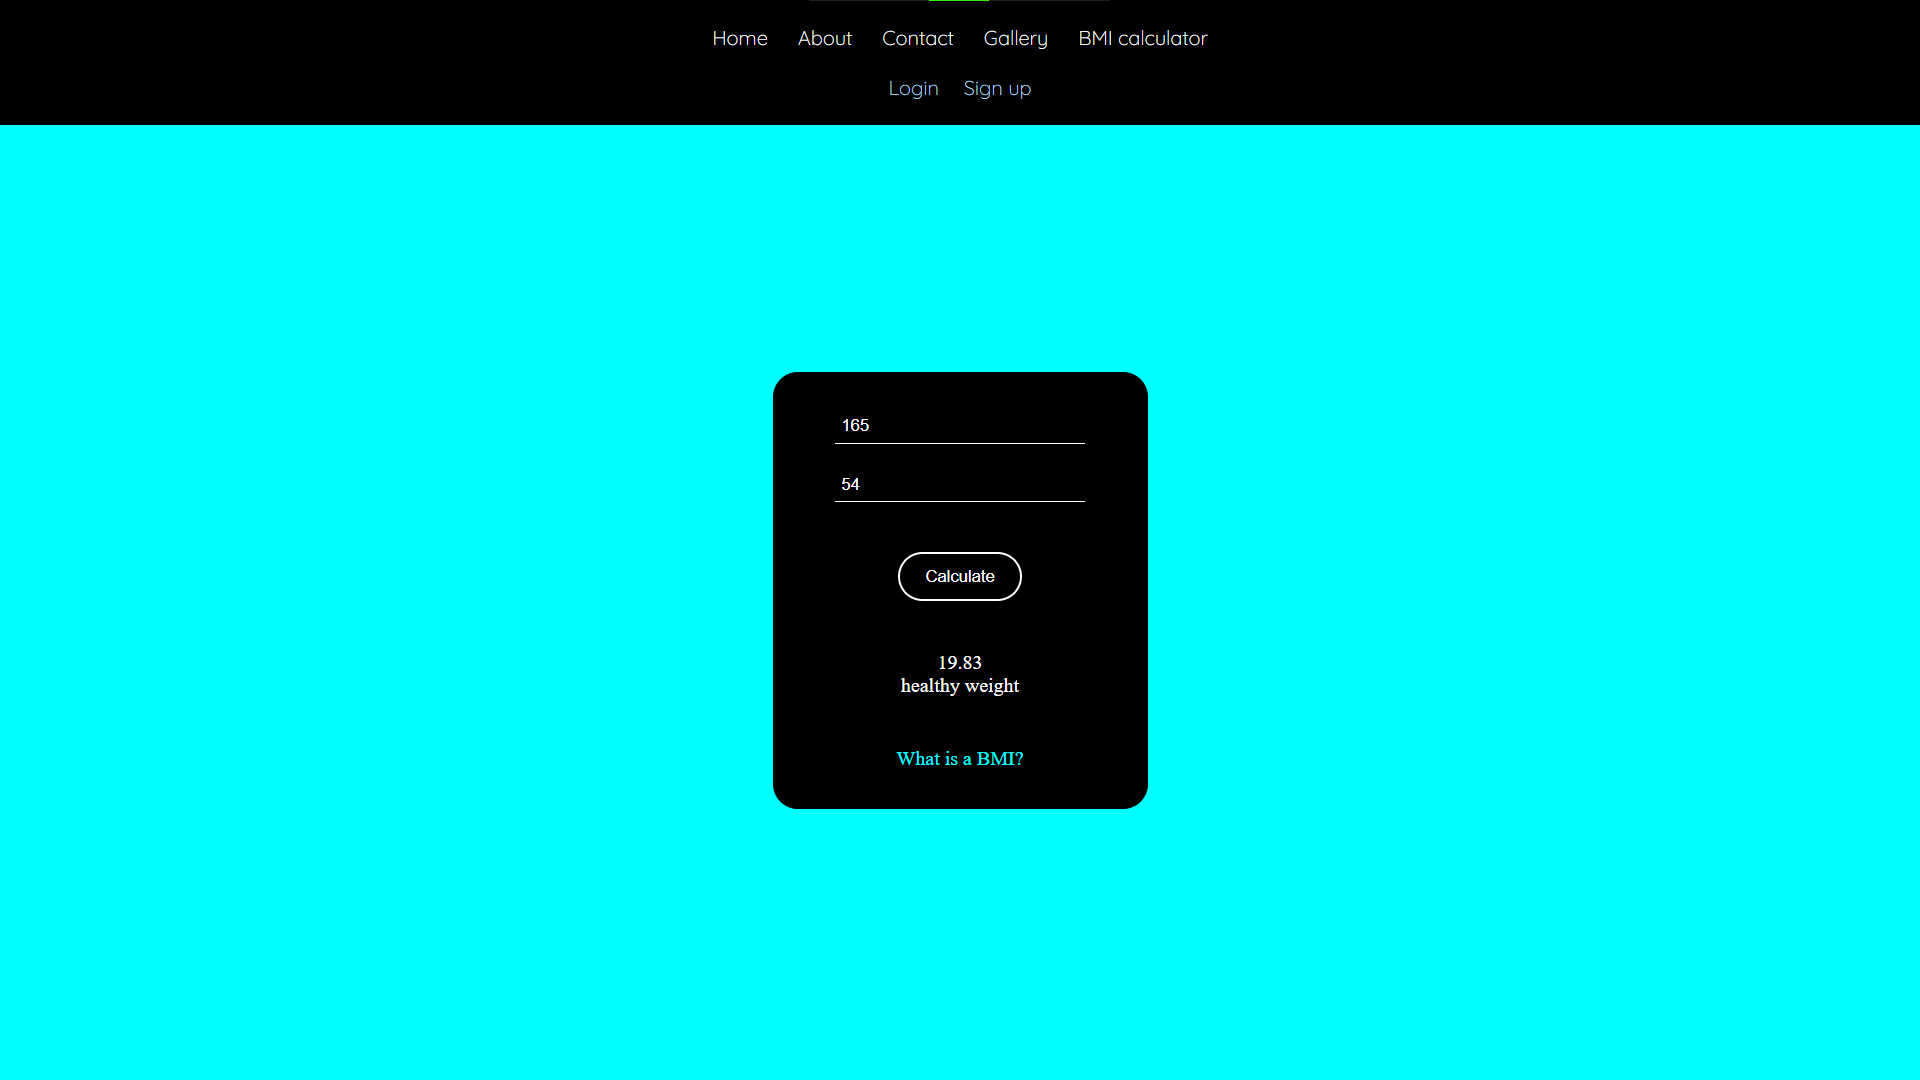 Home About Contact Gallery BMI calculator
Login Sign up
165
54
Calculate
19.83
healthy weight
What is a BMI?